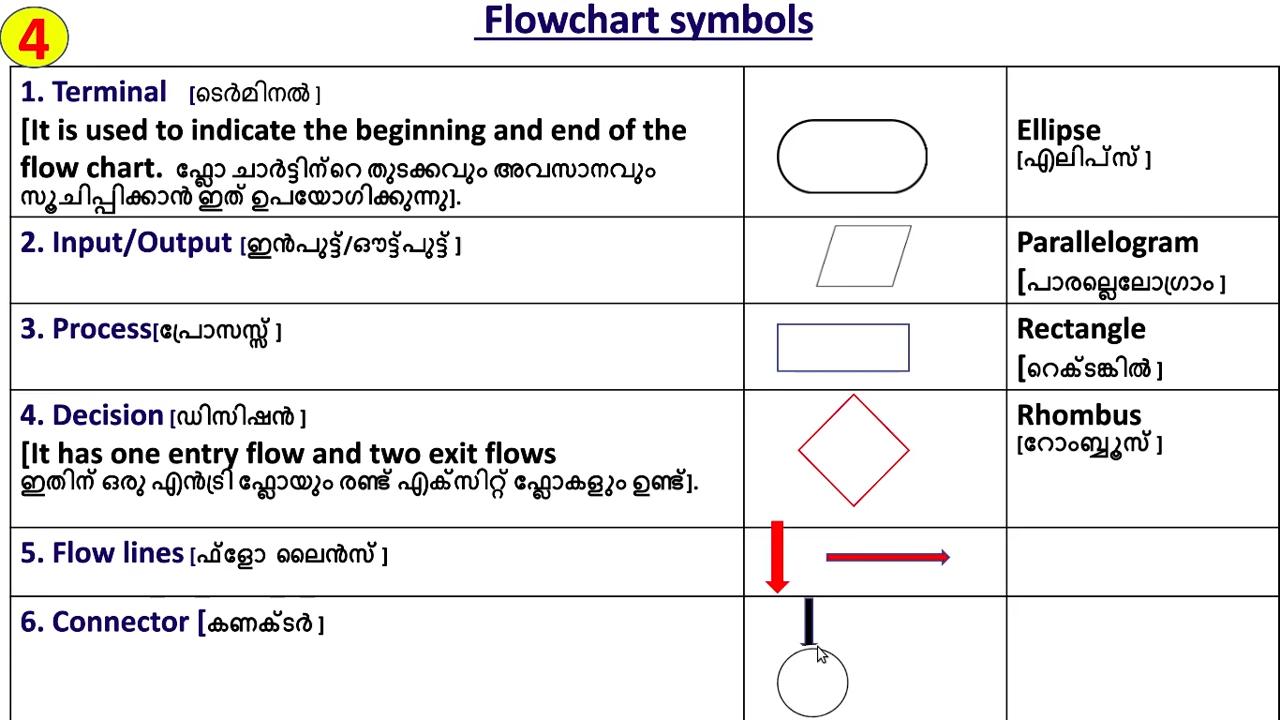 Flowchart symbols
4
1. Terminal [ടെർമിനൽ ]
[It is used to indicate the beginning and end of the
flow chart. ഫ്ലോ ചാർട്ടിന്റെ തുടക്കവും അവസാനവും
സൂചിപ്പിക്കാൻ ഇത് ഉപയോഗിക്കുന്നു].
Ellipse
[എലിപ്സ് ]
2. Input/Output [ഇൻപുട്ട്/ഔട്ട്പുട്ട് ]
Parallelogram
[പാരല്ലെലോഗ്രാം ]
3. Process[പ്രോസസ്സ് ]
Rectangle
[റെക്ടങ്കിൽ ]
4. Decision [ഡിസിഷൻ ]
[It has one entry flow and two exit flows
ഇതിന് ഒരു എൻട്രി ഫ്ലോയും രണ്ട് എക്സിറ്റ് ഫ്ലോകളും ഉണ്ട്].
Rhombus
[റോംബ്ബൂസ് ]
5. Flow lines [ഫ്ളോ ലൈൻസ് ]
6. Connector [കണക്ടർ ]